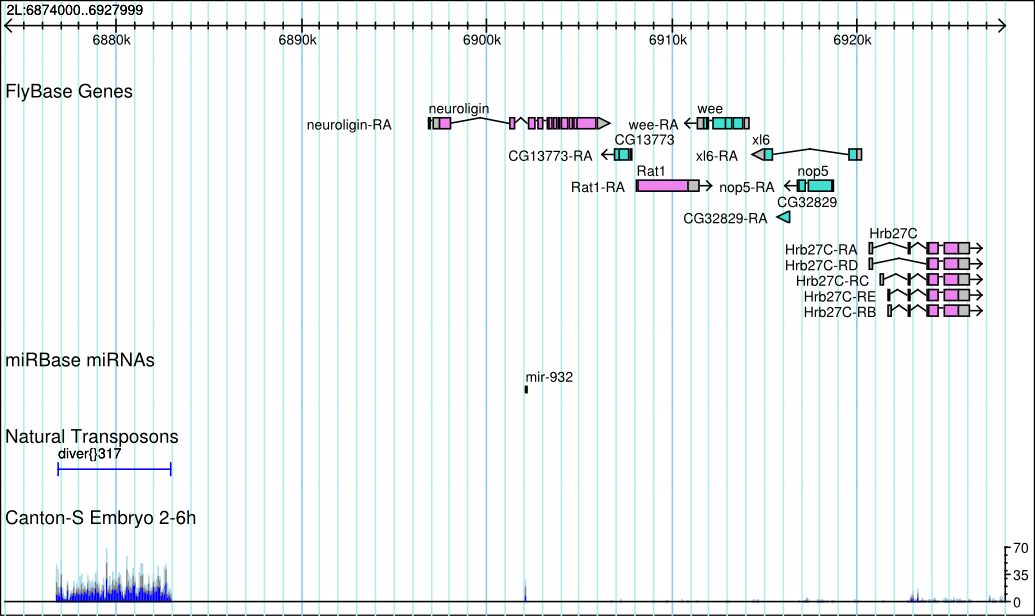 2L:6874000..6927999
6880k 6890k 6900k 6910k 6920k
FlyBase Genes
neuroligin wee
neuroligin-RA wee-RA
CG13773 xl6
CG13773-RA xl6-RA
Rat1 nop5
Rat1-RA nop5-RA
CG32829
CG32829-RA
Hrb27C
Hrb27C-RA
Hrb27C-RD
Hrb27C-RC
Hrb27C-RE
Hrb27C-RB
miRBase miRNAs
mir-932
Natural Transposons
diver{}317
Canton-S Embryo 2-6h
70
35
0